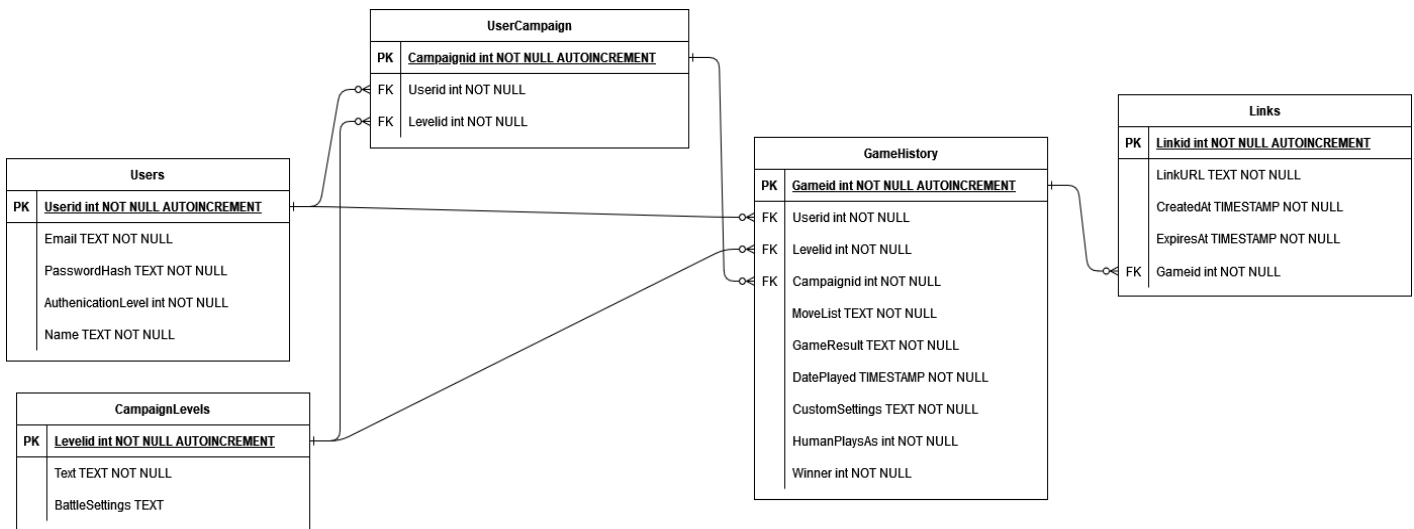 UserCampaign
PK Campaignid int NOT NULL AUTOINCREMENT
FK Userid int NOT NULL
FK Levelid int NOT NULL
Users
PK Userid int NOT NULL AUTOINCREMENT
Email TEXT NOT NULL
PasswordHash TEXT NOT NULL
AuthenicationLevel int NOT NULL
Name TEXT NOT NULL
CampaignLevels
PK Levelid int NOT NULL AUTOINCREMENT
Text TEXT NOT NULL
BattleSettings TEXT
GameHistory
PK Gameid int NOT NULL AUTOINCREMENT
FK Userid int NOT NULL
FK Levelid int NOT NULL
FK Campaignid int NOT NULL
MoveList TEXT NOT NULL
GameResult TEXT NOT NULL
DatePlayed TIMESTAMP NOT NULL
CustomSettings TEXT NOT NULL
HumanPlaysAs int NOT NULL
Winner int NOT NULL
Links
PK Linkid int NOT NULL AUTOINCREMENT
LinkURL TEXT NOT NULL
CreatedAt TIMESTAMP NOT NULL
ExpiresAt TIMESTAMP NOT NULL
FK Gameid int NOT NULL